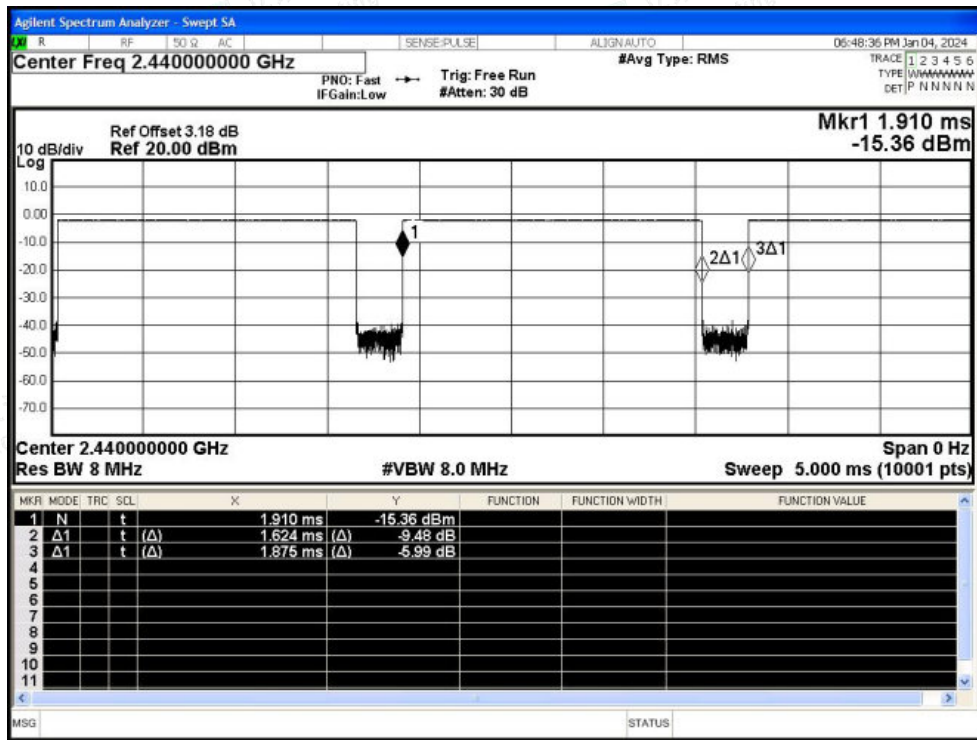 Agilent Spectrum Analyzer - Swept SA
LXI R RF 50 Ω AC SENSE:PULSE ALIGN AUTO 06:48:36 PM Jan 04, 2024
Center Freq 2.440000000 GHz #Avg Type: RMS TRACE 1 2 3 4 5 6
PNO: Fast Trig: Free Run TYPE WWWWWW
IFGain:Low #Atten: 30 dB DET P N N N N N
Mkr1 1.910 ms
-15.36 dBm
Ref Offset 3.18 dB
10 dB/div Ref 20.00 dBm
Log
10.0
0.00
1
-10.0
2Δ1 3Δ1
-20.0
-30.0
-40.0
-50.0
-60.0
-70.0
Center 2.440000000 GHz Span 0 Hz
Res BW 8 MHz #VBW 8.0 MHz Sweep 5.000 ms (10001 pts)
MKR MODE TRC SCL X Y FUNCTION FUNCTION WIDTH FUNCTION VALUE
1 N t 1.910 ms -15.36 dBm
2 Δ1 t (Δ) 1.624 ms (Δ) -9.48 dB
3 Δ1 t (Δ) 1.875 ms (Δ) -5.99 dB
4
5
6
7
8
9
10
11
MSG STATUS